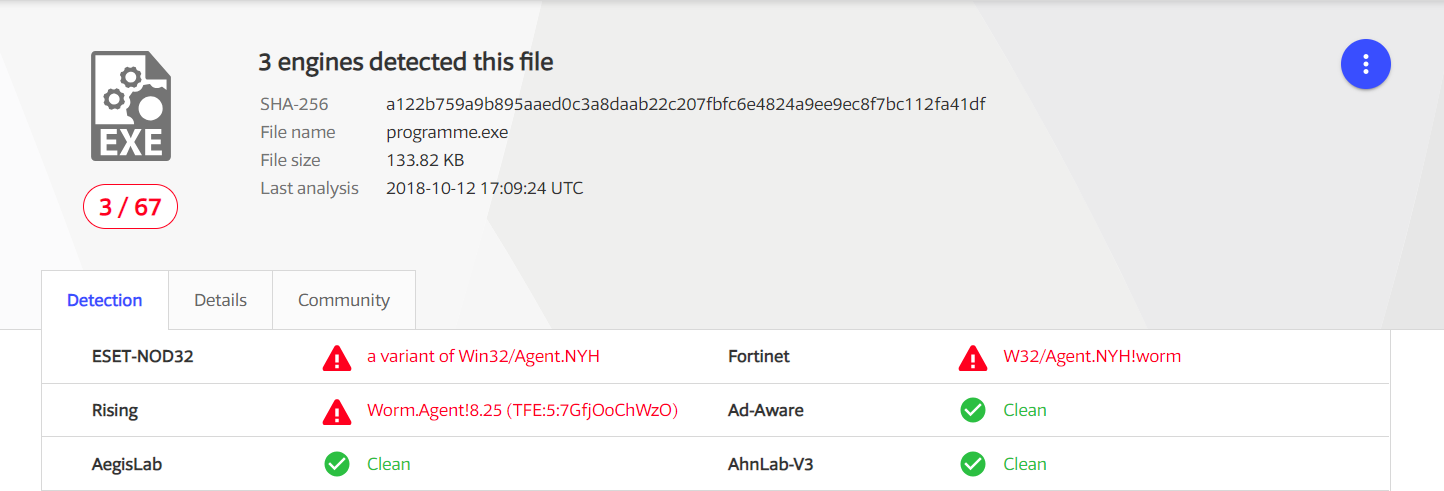 3 engines detected this file
SHA-256 a122b759a9b895aaed0c3a8daab22c207fbfc6e4824a9ee9ec8f7bc112fa41df
File name programme.exe
File size 133.82 KB
Last analysis 2018-10-12 17:09:24 UTC
EXE
3 / 67
Detection Details Community
ESET-NOD32 a variant of Win32/Agent.NYH Fortinet W32/Agent.NYH!worm
Rising Worm.Agent!8.25 (TFE:5:7GfjOoChWzO) Ad-Aware Clean
AegisLab Clean AhnLab-V3 Clean